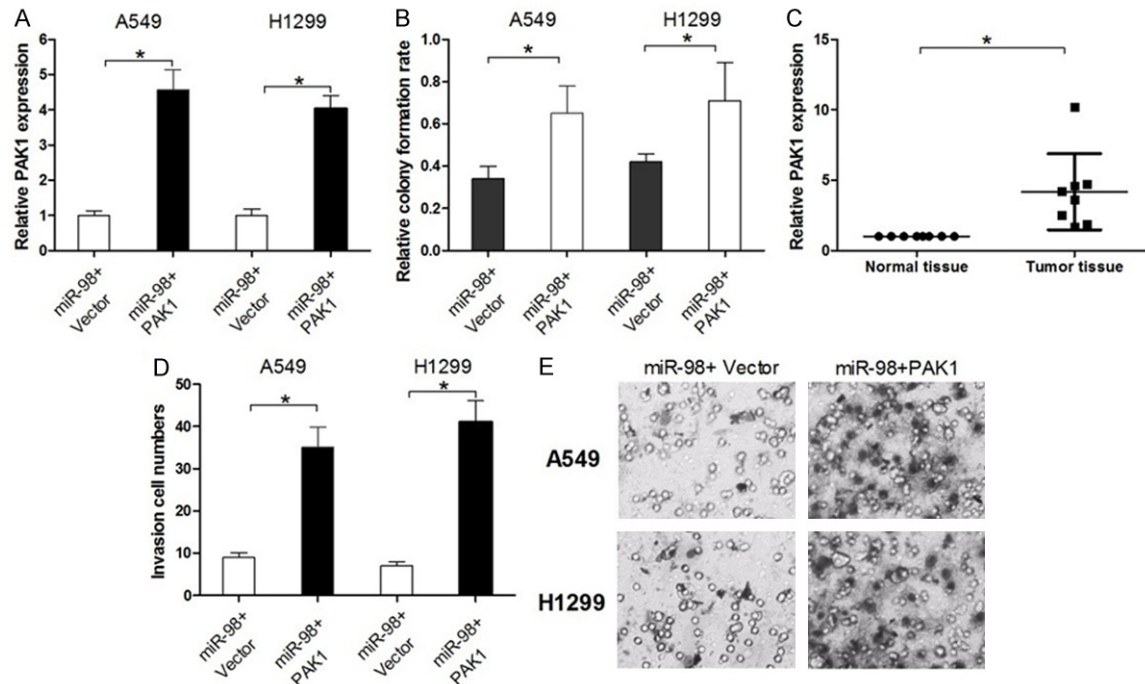 A
A549
H1299
Relative PAK1 expression
6
5
4
3
2
1
0
*
*
miR-98+
Vector
miR-98+
PAK1
miR-98+
Vector
miR-98+
PAK1
B
A549
H1299
Relative colony formation rate
1.0
0.8
0.6
0.4
0.2
0.0
*
*
miR-98+
Vector
miR-98+
PAK1
miR-98+
Vector
miR-98+
PAK1
C
Relative PAK1 expression
15
10
5
0
*
Normal tissue
Tumor tissue
D
A549
H1299
Invasion cell numbers
50
40
30
20
10
0
*
*
miR-98+
Vector
miR-98+
PAK1
miR-98+
Vector
miR-98+
PAK1
E
miR-98+ Vector
miR-98+PAK1
A549
H1299